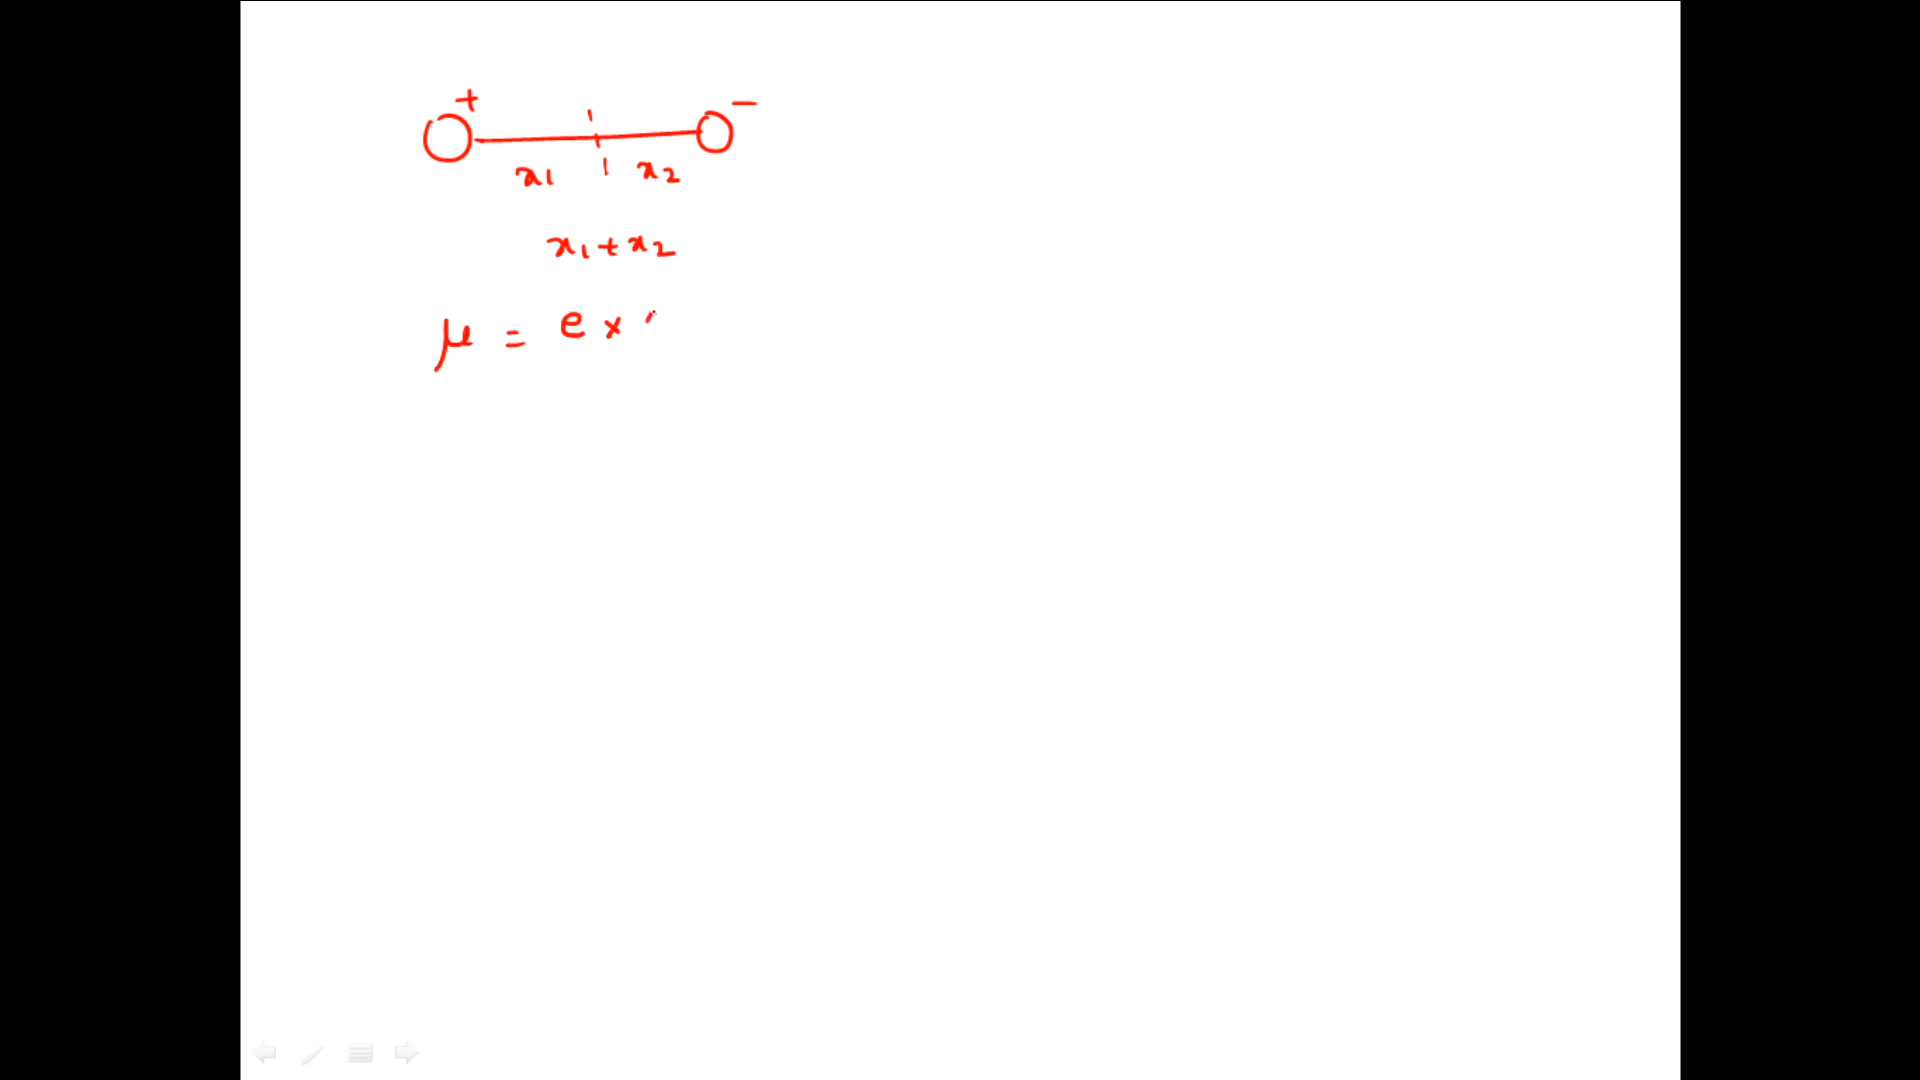 + −
x1 x2
x1 + x2
μ = e ×